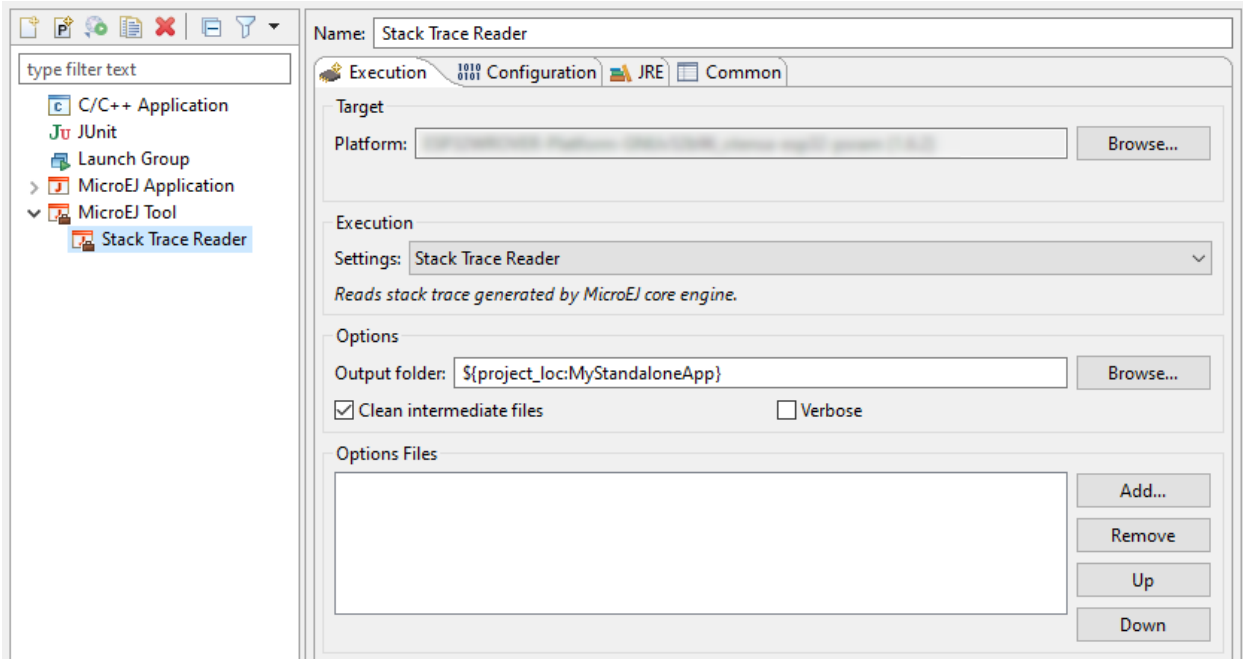 Name: Stack Trace Reader
type filter text
C/C++ Application
JUnit
Launch Group
MicroEJ Application
MicroEJ Tool
Stack Trace Reader
Execution Configuration JRE Common
Target
Platform: Browse...
Execution
Settings: Stack Trace Reader
Reads stack trace generated by MicroEJ core engine.
Options
Output folder: ${project_loc:MyStandaloneApp} Browse...
Clean intermediate files Verbose
Options Files
Add...
Remove
Up
Down